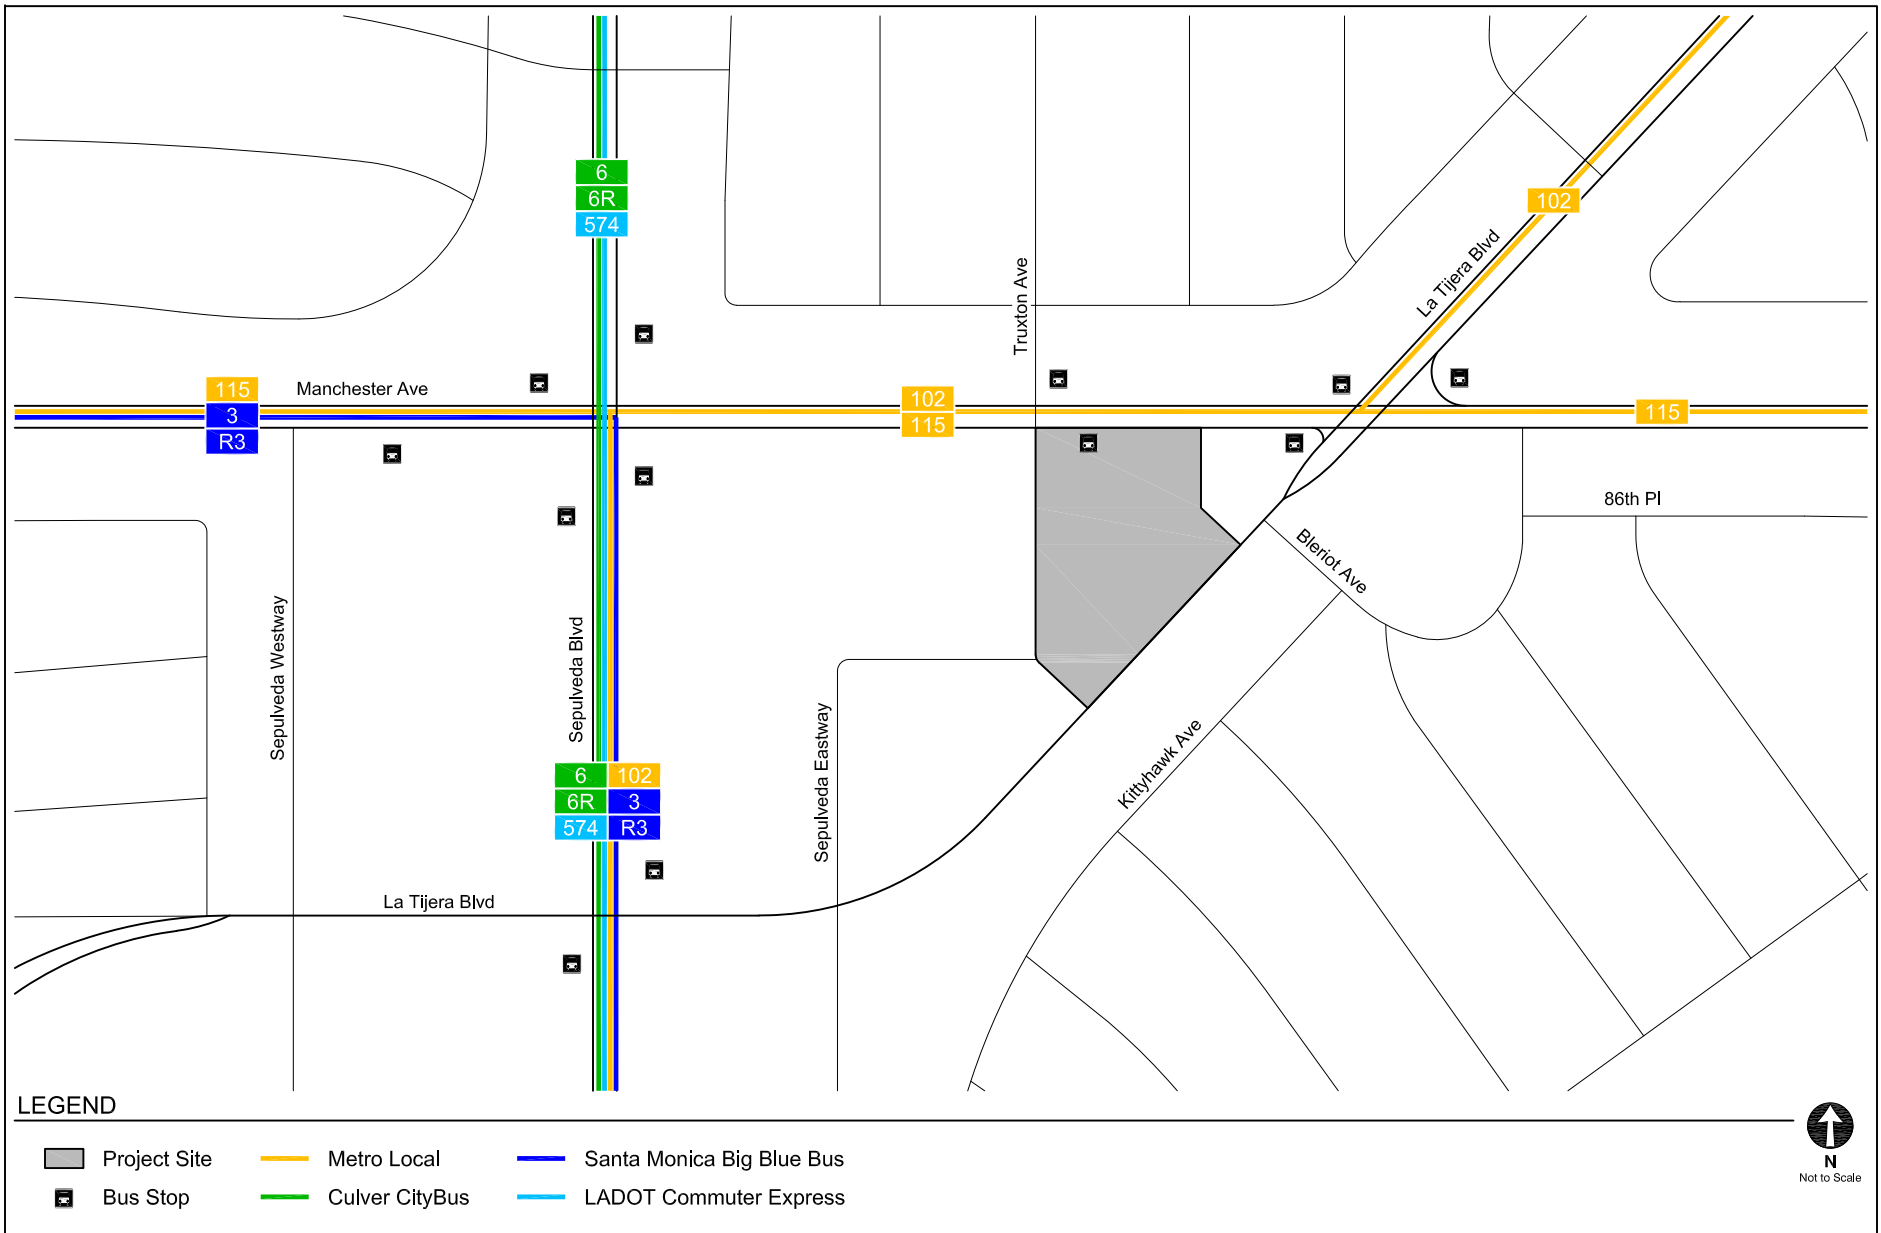 6
6R
574
102
La Tijera Blvd
Truxton Ave
115
3
R3
Manchester Ave
102
115
115
86th Pl
Bleriot Ave
Sepulveda Westway
Sepulveda Blvd
Sepulveda Eastway
Kittyhawk Ave
6 102
6R 3
574 R3
La Tijera Blvd
LEGEND
Project Site
Metro Local
Santa Monica Big Blue Bus
Bus Stop
Culver CityBus
LADOT Commuter Express
N
Not to Scale